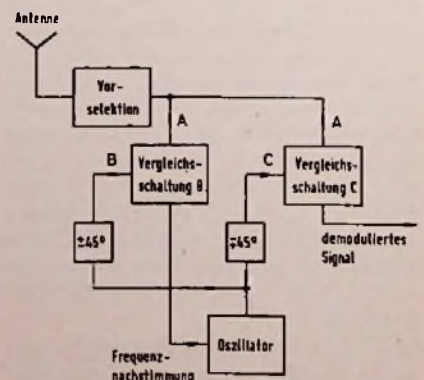 Antenne
Vor-
selektion
A
A
B
Vergleichs-
schaltung B
C
Vergleichs-
schaltung C
±45°
∓45°
demoduliertes
Signal
Oszillator
Frequenz-
nachstimmung